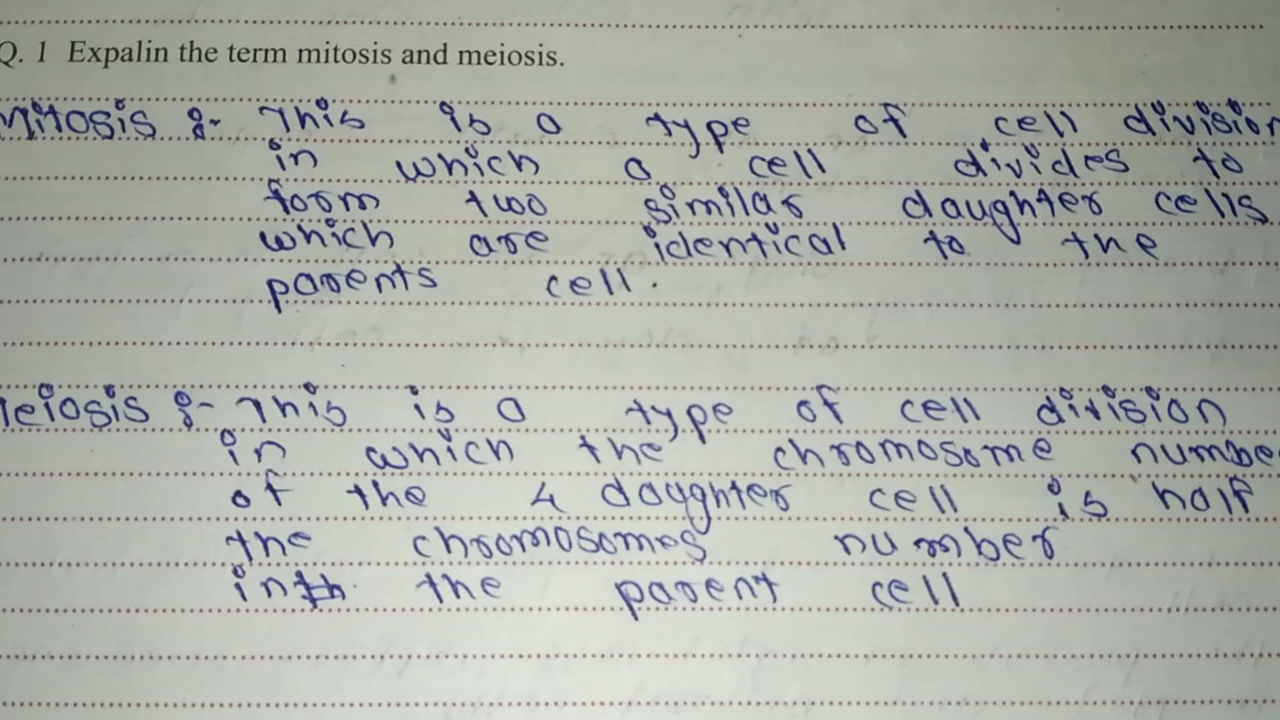 Q. 1 Expalin the term mitosis and meiosis.
Mitosis :- This is a type of cell division
in which a cell divides to
form two similar daughter cells
which are identical to the
parents cell.
Meiosis :- This is a type of cell division
in which the chromosome numbe
of the 4 daughter cell is half
the chromosomes number
in the parent cell